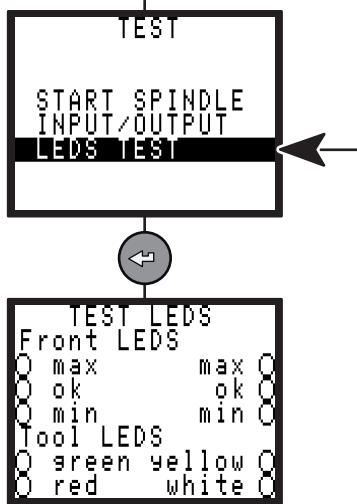 TEST
START SPINDLE
INPUT/OUTPUT
LEDS TEST
TEST LEDS
Front LEDS
max max
ok ok
min min
Tool LEDS
green yellow
red white